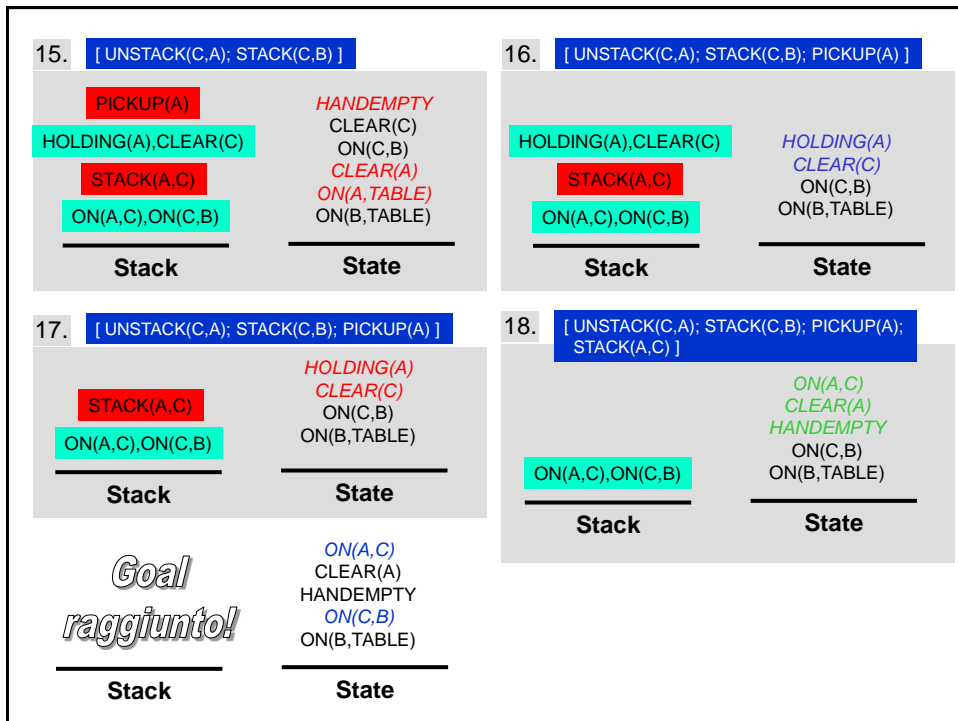 15.
[ UNSTACK(C,A); STACK(C,B) ]
PICKUP(A)
HOLDING(A),CLEAR(C)
STACK(A,C)
ON(A,C),ON(C,B)
Stack
HANDEMPTY
CLEAR(C)
ON(C,B)
CLEAR(A)
ON(A,TABLE)
ON(B,TABLE)
State
16.
[ UNSTACK(C,A); STACK(C,B); PICKUP(A) ]
HOLDING(A),CLEAR(C)
STACK(A,C)
ON(A,C),ON(C,B)
Stack
HOLDING(A)
CLEAR(C)
ON(C,B)
ON(B,TABLE)
State
17.
[ UNSTACK(C,A); STACK(C,B); PICKUP(A) ]
STACK(A,C)
ON(A,C),ON(C,B)
Stack
HOLDING(A)
CLEAR(C)
ON(C,B)
ON(B,TABLE)
State
18.
[ UNSTACK(C,A); STACK(C,B); PICKUP(A);
STACK(A,C) ]
ON(A,C),ON(C,B)
Stack
ON(A,C)
CLEAR(A)
HANDEMPTY
ON(C,B)
ON(B,TABLE)
State
Goal
raggiunto!
Stack
ON(A,C)
CLEAR(A)
HANDEMPTY
ON(C,B)
ON(B,TABLE)
State